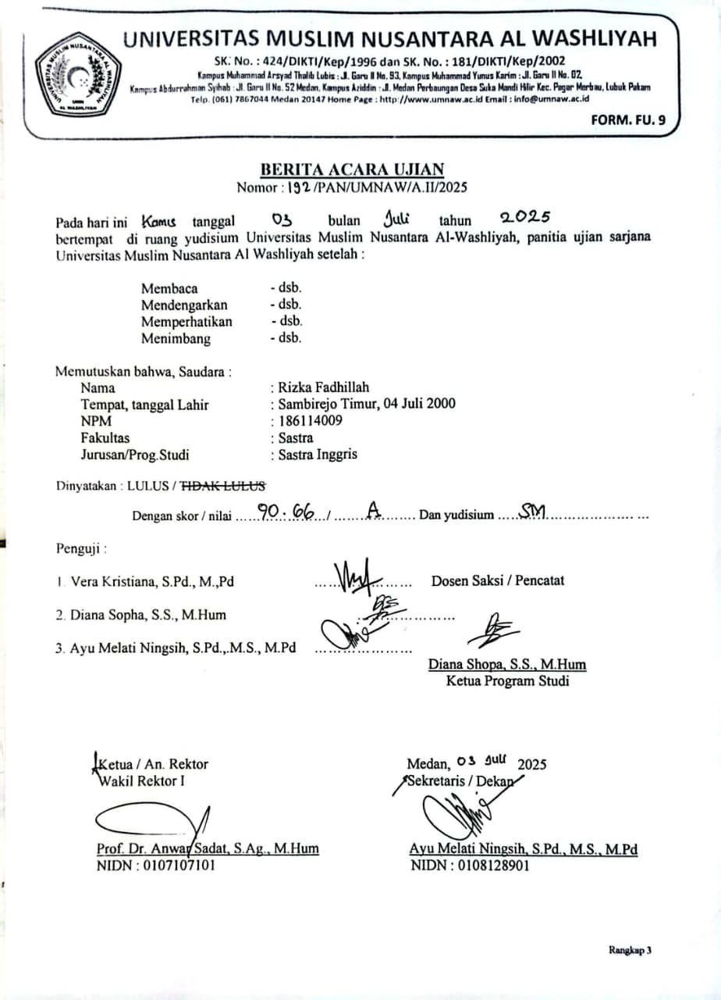 UNIVERSITAS MUSLIM NUSANTARA AL WASHLIYAH
SK. No. : 424/DIKTI/Kep/1996 dan SK. No. : 181/DIKTI/Kep/2002
Kampus Muhammad Arsyad Thalib Lubis : Jl. Garu II No. 93, Kampus Muhammad Yunus Karim : Jl. Garu II No. 02,
Kampus Abdurrahman Syihab : Jl. Garu II No. 52 Medan, Kampus Aziddin : Jl. Medan Perbaungan Desa Suka Mandi Hilir Kec. Pagar Merbau, Lubuk Pakam
Telp. (061) 7867044 Medan 20147 Home Page : http://www.umnaw.ac.id Email : info@umnaw.ac.id
UNIVERSITAS MUSLIM NUSANTARA AL WASHLIYAH
UMN
AL WASHLIYAH
FORM. FU. 9
BERITA ACARA UJIAN
Nomor : 192 /PAN/UMNAW/A.II/2025
Pada hari ini Kamis tanggal 03 bulan Juli tahun 2025
bertempat di ruang yudisium Universitas Muslim Nusantara Al-Washliyah, panitia ujian sarjana
Universitas Muslim Nusantara Al Washliyah setelah :
Membaca - dsb.
Mendengarkan - dsb.
Memperhatikan - dsb.
Menimbang - dsb.
Memutuskan bahwa, Saudara :
Nama : Rizka Fadhillah
Tempat, tanggal Lahir : Sambirejo Timur, 04 Juli 2000
NPM : 186114009
Fakultas : Sastra
Jurusan/Prog.Studi : Sastra Inggris
Dinyatakan : LULUS / TIDAK LULUS
Dengan skor / nilai ...... 90.66 ../ ....... A ........ Dan yudisium ..... SM ........................ ...
Penguji :
1. Vera Kristiana, S.Pd., M.,Pd ..................... Dosen Saksi / Pencatat
2. Diana Sopha, S.S., M.Hum .....................
3. Ayu Melati Ningsih, S.Pd.,.M.S., M.Pd .....................
Diana Shopa, S.S., M.Hum
Ketua Program Studi
Ketua / An. Rektor
Wakil Rektor I
Prof. Dr. Anwar Sadat, S.Ag., M.Hum
NIDN : 0107107101
Medan, 03 Juli 2025
Sekretaris / Dekan
Ayu Melati Ningsih, S.Pd., M.S., M.Pd
NIDN : 0108128901
Rangkap 3